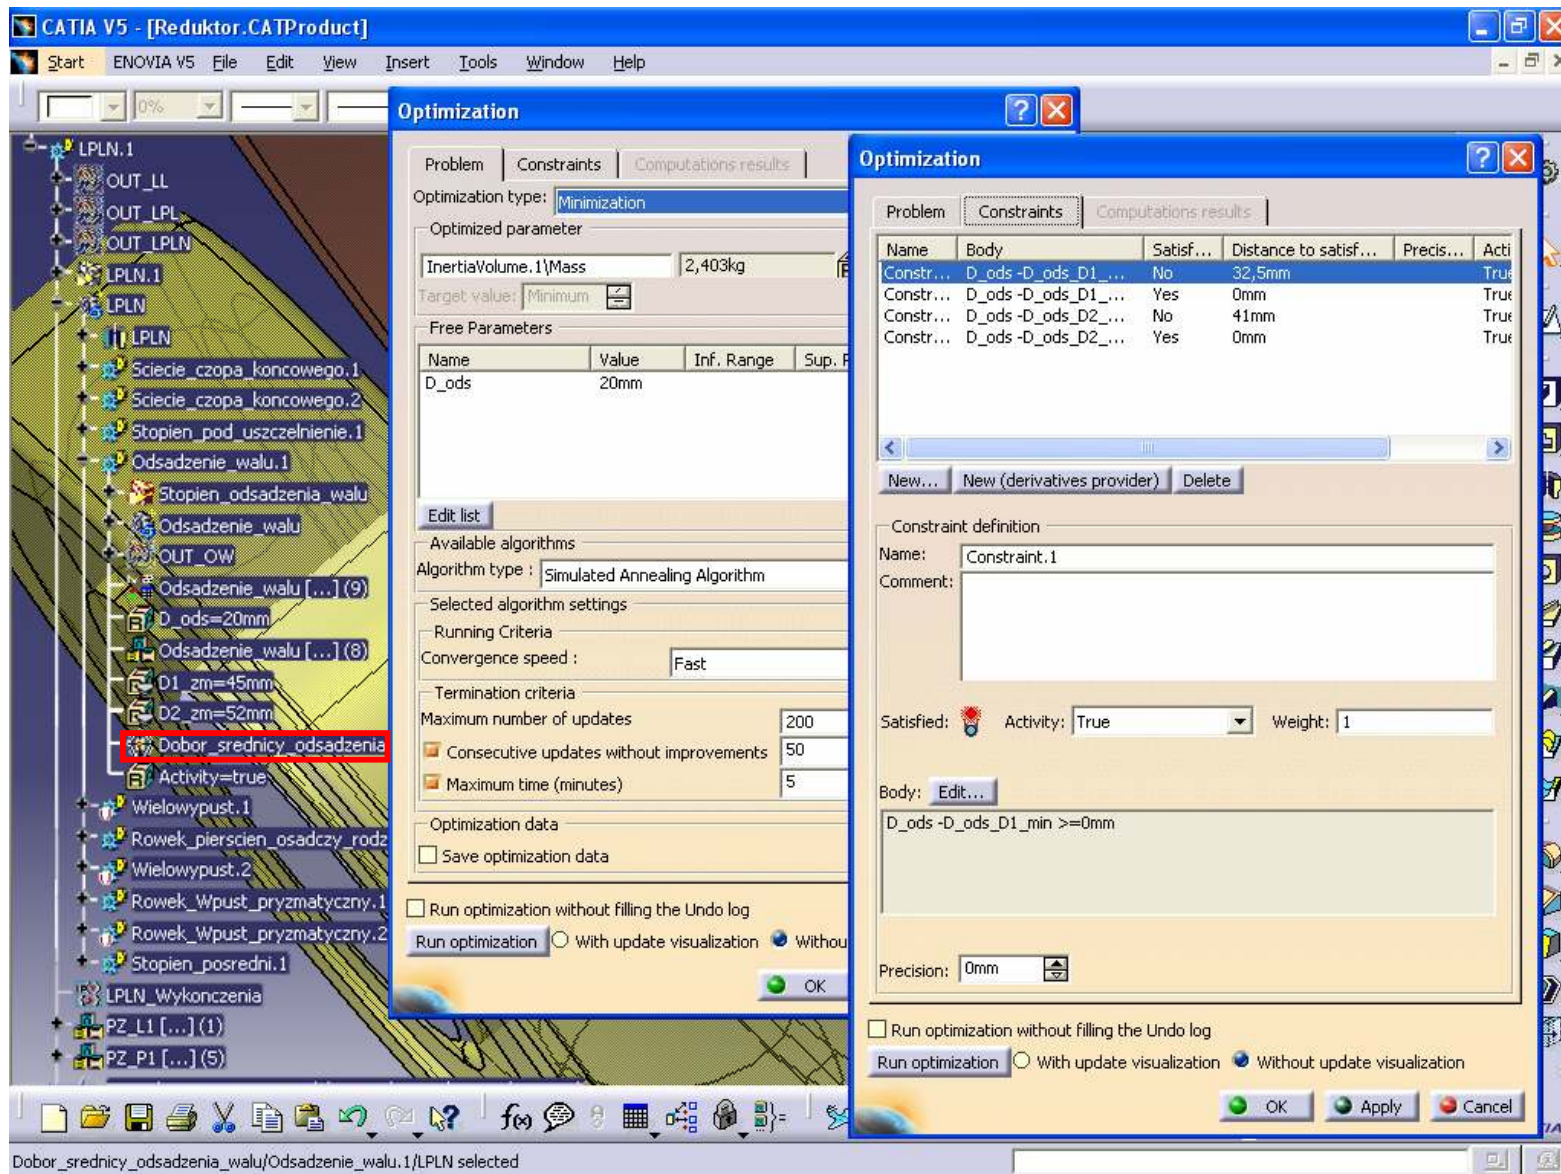 CATIA V5 - [Reduktor.CATProduct]
Start ENOVIA V5 File Edit View Insert Tools Window Help
0%
LPLN.1
OUT_LL
OUT_LPL
OUT_LPLN
LPLN.1
LPLN
LPLN
Sciecie_czopa_koncowego.1
Sciecie_czopa_koncowego.2
Stopien_pod_uszczelnienie.1
Odsadzenie_walu.1
Stopien_odsadzenia_walu
Odsadzenie_walu
OUT_OW
Odsadzenie_walu [...] (9)
D_ods=20mm
Odsadzenie_walu [...] (8)
D1_zm=45mm
D2_zm=52mm
Dobor_srednicy_odsadzenia
Activity=true
Wielowypust.1
Rowek_pierscien_osadczy_rodz
Wielowypust.2
Rowek_Wpust_pryzmatyczny.1
Rowek_Wpust_pryzmatyczny.2
Stopien_posredni.1
LPLN_Wykonczenia
PZ_L1 [...] (1)
PZ_P1 [...] (5)
Optimization
Problem Constraints Computations results
Optimization type: Minimization
Optimized parameter
InertiaVolume.1\Mass 2,403kg
Target value: Minimum
Free Parameters
Name Value Inf. Range Sup. R
D_ods 20mm
Edit list
Available algorithms
Algorithm type : Simulated Annealing Algorithm
Selected algorithm settings
Running Criteria
Convergence speed : Fast
Termination criteria
Maximum number of updates 200
Consecutive updates without improvements 50
Maximum time (minutes) 5
Optimization data
Save optimization data
Run optimization without filling the Undo log
Run optimization With update visualization Withou
OK
Optimization
Problem Constraints Computations results
Name Body Satisf... Distance to satisf... Precis... Acti
Constr... D_ods -D_ods_D1_... No 32,5mm True
Constr... D_ods -D_ods_D1_... Yes 0mm True
Constr... D_ods -D_ods_D2_... No 41mm True
Constr... D_ods -D_ods_D2_... Yes 0mm True
New... New (derivatives provider) Delete
Constraint definition
Name: Constraint.1
Comment:
Satisfied: Activity: True Weight: 1
Body: Edit...
D_ods -D_ods_D1_min >=0mm
Precision: 0mm
Run optimization without filling the Undo log
Run optimization With update visualization Without update visualization
OK Apply Cancel
f(x)
Dobor_srednicy_odsadzenia_walu/Odsadzenie_walu.1/LPLN selected